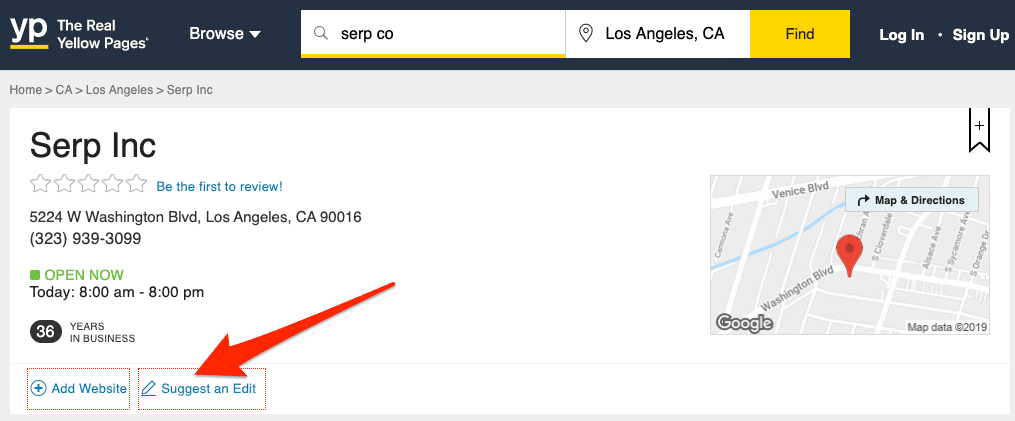 yp The Real Yellow Pages®
Browse
serp co
Los Angeles, CA
Find
Log In · Sign Up
Home > CA > Los Angeles > Serp Inc
+
Serp Inc
Be the first to review!
5224 W Washington Blvd, Los Angeles, CA 90016
(323) 939-3099
OPEN NOW
Today: 8:00 am - 8:00 pm
36 YEARS
IN BUSINESS
Venice Blvd
Map & Directions
Carmona Ave
S Cloverdale
Alsace Ave
S Sycamore Ave
S Orange Dr
Washington Blvd
Google
Map data ©2019
Add Website
Suggest an Edit